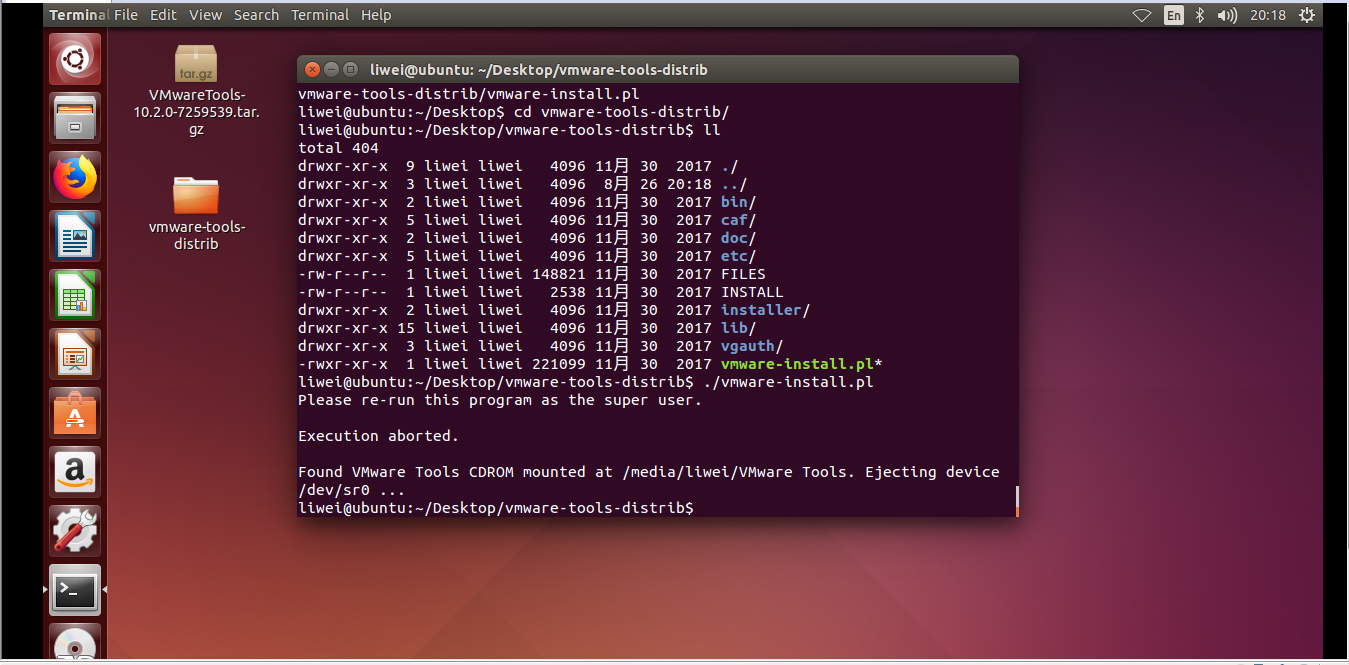 Terminal File Edit View Search Terminal Help
En
20:18
tar.gz
VMwareTools-
10.2.0-7259539.tar.
gz
vmware-tools-
distrib
liwei@ubuntu: ~/Desktop/vmware-tools-distrib
vmware-tools-distrib/vmware-install.pl
liwei@ubuntu:~/Desktop$ cd vmware-tools-distrib/
liwei@ubuntu:~/Desktop/vmware-tools-distrib$ ll
total 404
drwxr-xr-x  9 liwei liwei   4096 11月 30  2017 ./
drwxr-xr-x  3 liwei liwei   4096  8月 26 20:18 ../
drwxr-xr-x  2 liwei liwei   4096 11月 30  2017 bin/
drwxr-xr-x  5 liwei liwei   4096 11月 30  2017 caf/
drwxr-xr-x  2 liwei liwei   4096 11月 30  2017 doc/
drwxr-xr-x  5 liwei liwei   4096 11月 30  2017 etc/
-rw-r--r--  1 liwei liwei 148821 11月 30  2017 FILES
-rw-r--r--  1 liwei liwei   2538 11月 30  2017 INSTALL
drwxr-xr-x  2 liwei liwei   4096 11月 30  2017 installer/
drwxr-xr-x 15 liwei liwei   4096 11月 30  2017 lib/
drwxr-xr-x  3 liwei liwei   4096 11月 30  2017 vgauth/
-rwxr-xr-x  1 liwei liwei 221099 11月 30  2017 vmware-install.pl*
liwei@ubuntu:~/Desktop/vmware-tools-distrib$ ./vmware-install.pl
Please re-run this program as the super user.
Execution aborted.
Found VMware Tools CDROM mounted at /media/liwei/VMware Tools. Ejecting device
/dev/sr0 ...
liwei@ubuntu:~/Desktop/vmware-tools-distrib$